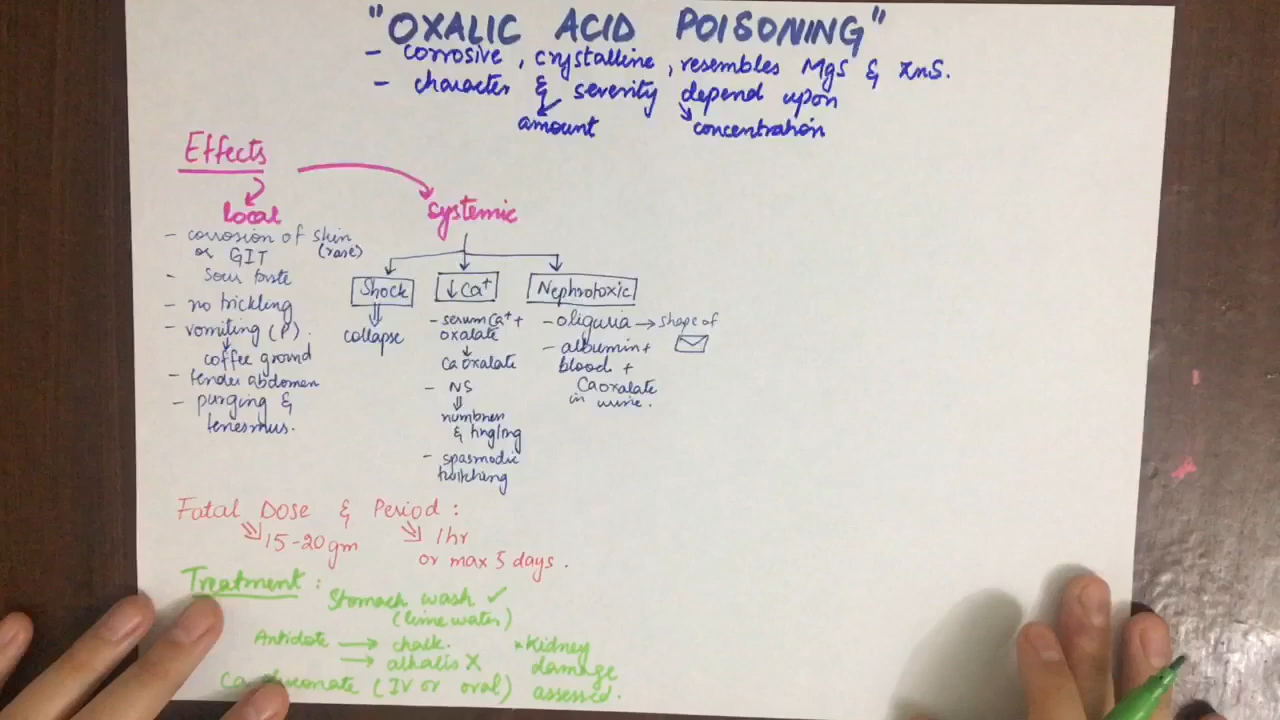 "OXALIC ACID POISONING"
- corrosive, crystalline, resembles MgS & ZnS.
- character & severity depend upon
amount
concentration
Effects
local
- corrosion of skin
or GIT (rare)
- sour taste
- no trickling
- vomiting (P).
coffee ground
- tender abdomen
- purging &
tenesmus.
systemic
Shock
collapse
↓ Ca⁺
- serum Ca⁺ +
oxalate
Ca oxalate
- NS
numbness
& tingling
- spasmodic
twitching
Nephrotoxic
- oliguria → shape of
- albumin +
blood +
Ca oxalate
in urine.
Fatal Dose & Period:
15-20gm
1hr
or max 5 days.
Treatment:
Stomach wash ✓
(lime water)
Antidote → chalk.
→ alkalis X
Ca gluconate (IV or oral)
* Kidney
damage
assessed.